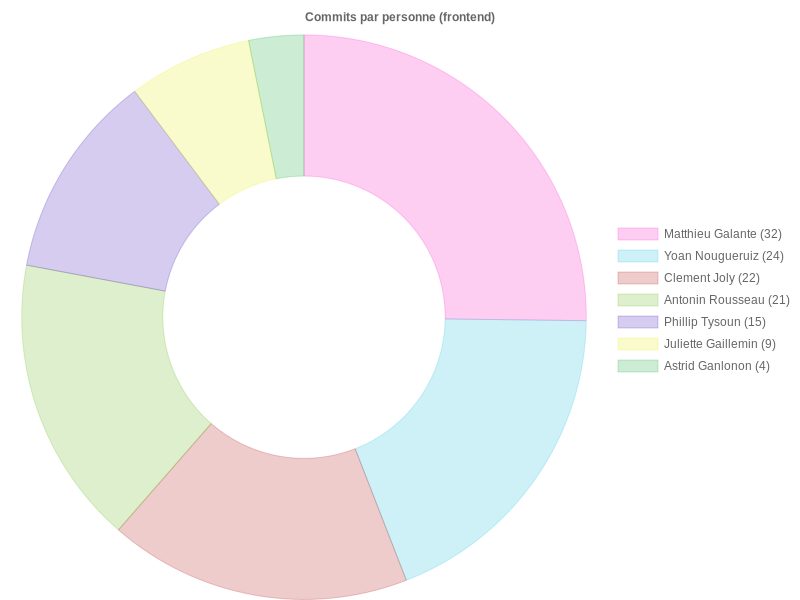 Commits par personne (frontend)
Matthieu Galante (32)
Yoan Nougueruiz (24)
Clement Joly (22)
Antonin Rousseau (21)
Phillip Tysoun (15)
Juliette Gaillemin (9)
Astrid Ganlonon (4)